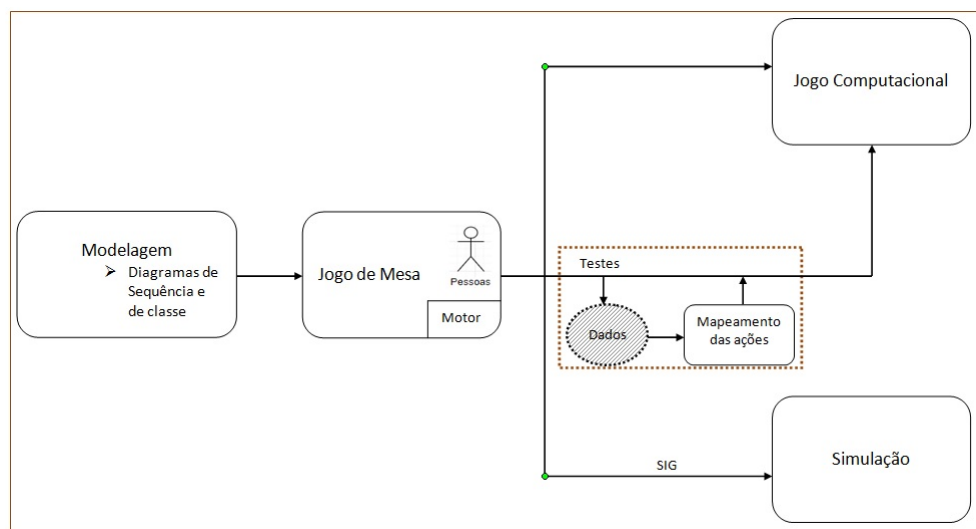 Jogo Computacional
Modelagem
➢ Diagramas de
Sequência e
de classe
Jogo de Mesa
Pessoas
Motor
Testes
Dados
Mapeamento
das ações
SIG
Simulação